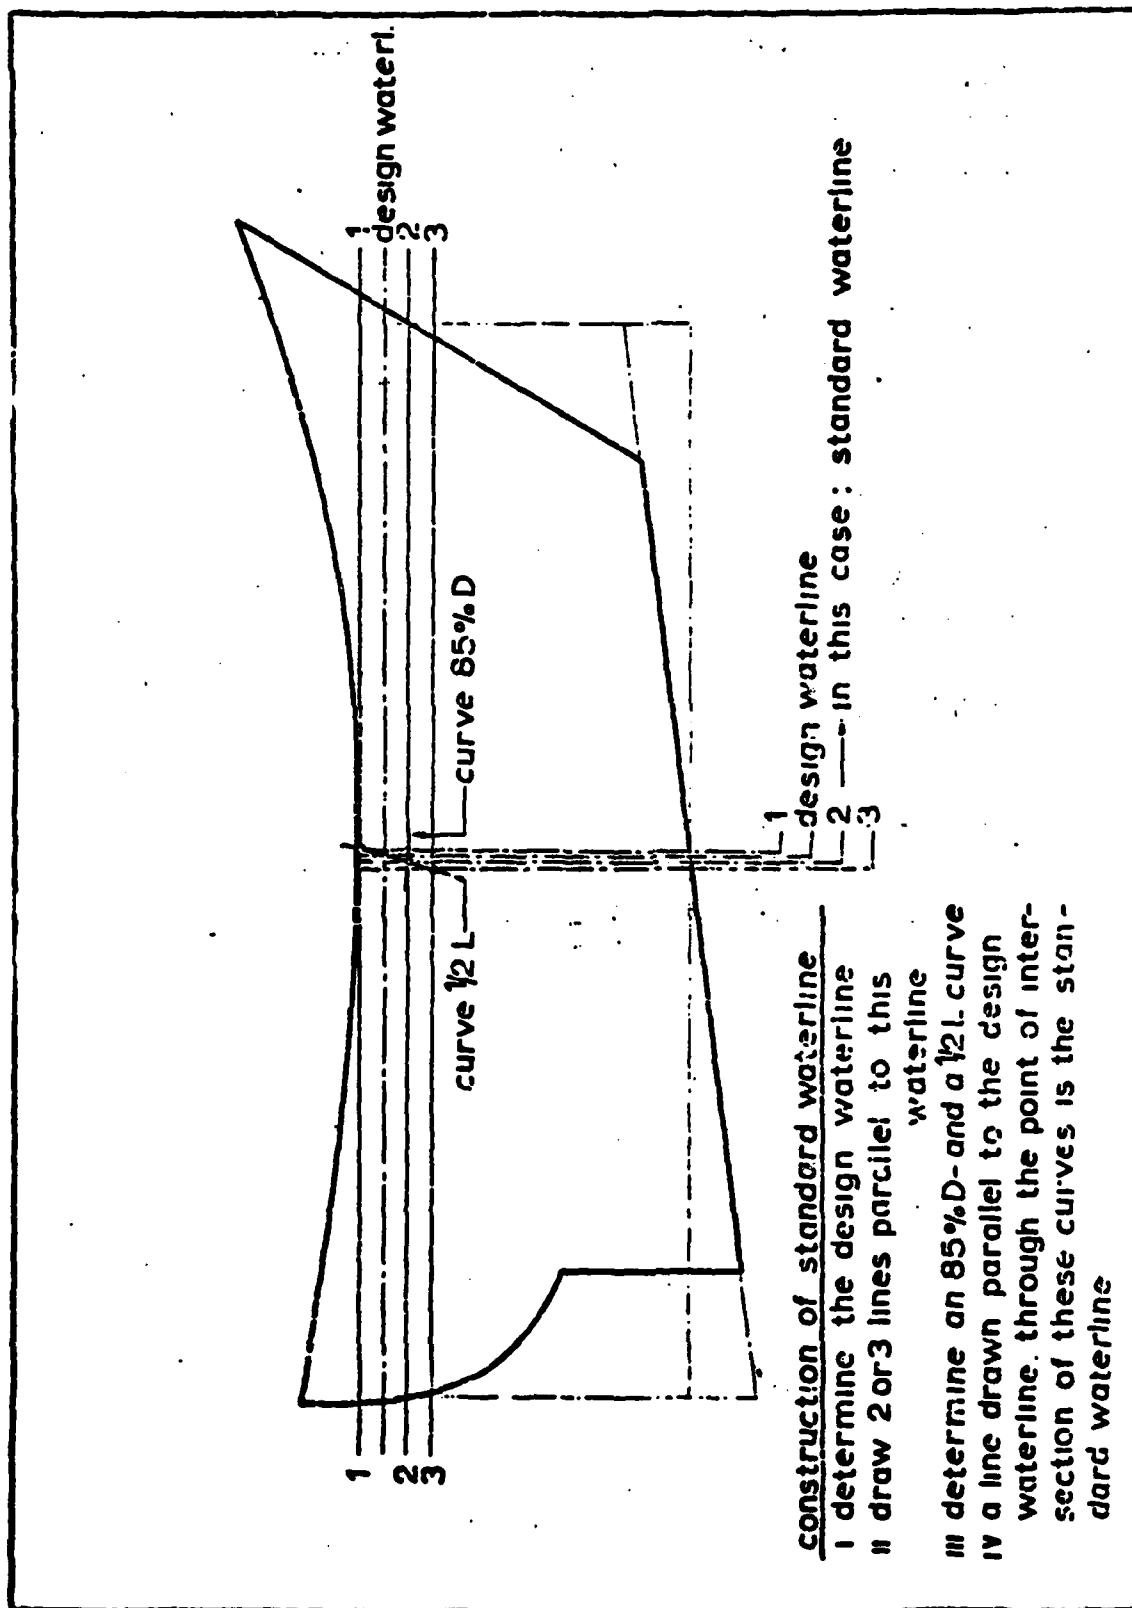 1
1
design waterl.
2
2
3
3
curve ½ L
curve 85%D
1
design waterline
2 in this case: standard waterline
3
construction of standard waterline
I determine the design waterline
II draw 2 or 3 lines parallel to this
waterline
III determine an 85%D- and a ½L curve
IV a line drawn parallel to the design
waterline. through the point of inter-
section of these curves is the stan-
dard waterline